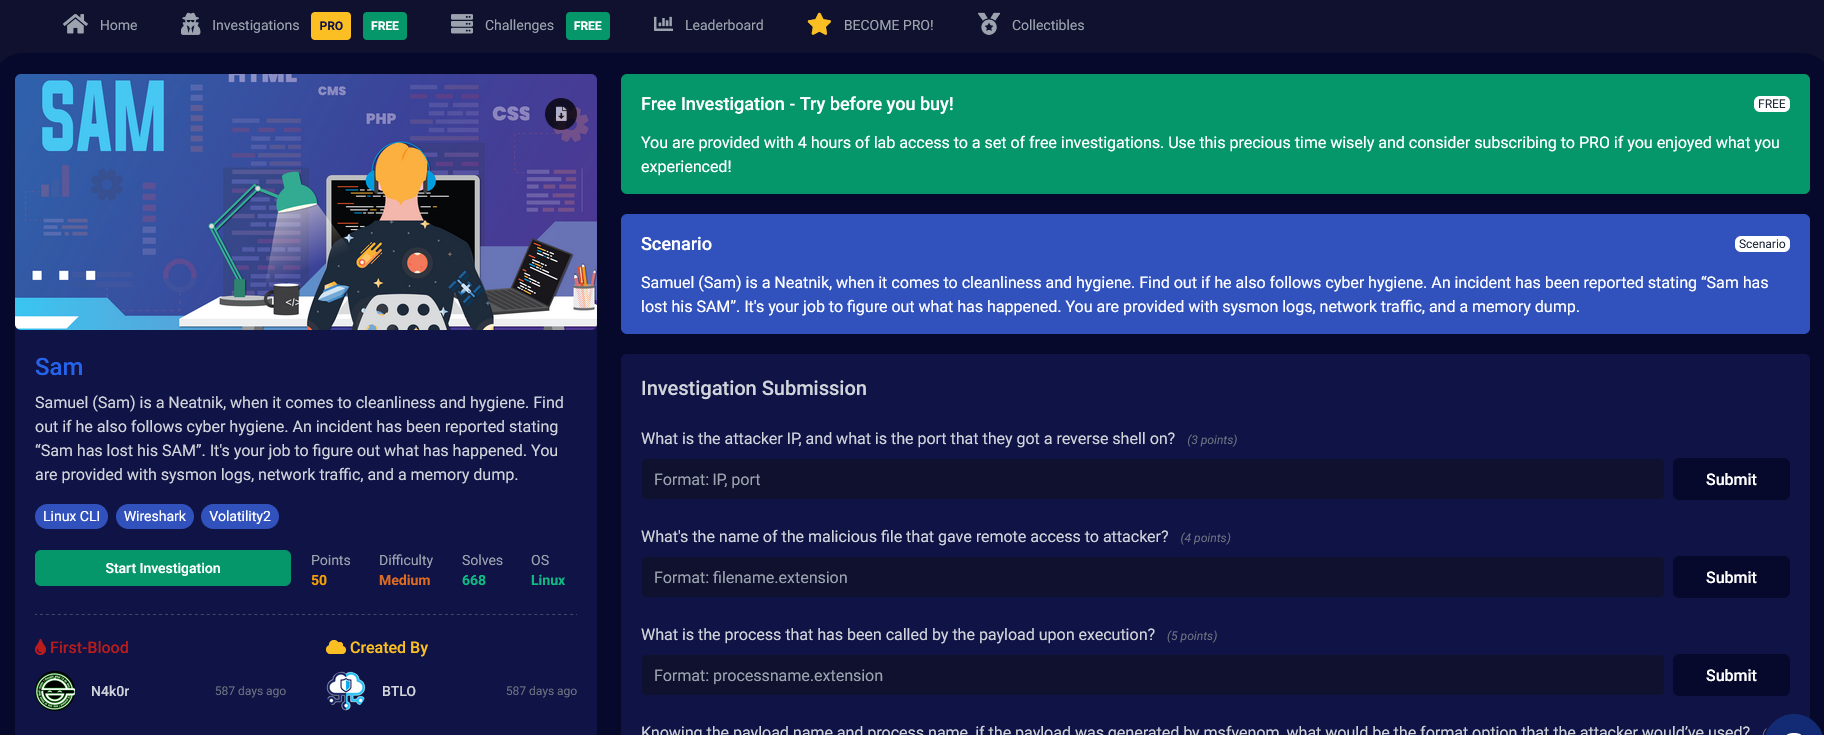 Home
Investigations
PRO
FREE
Challenges
FREE
Leaderboard
BECOME PRO!
Collectibles
SAM
HTML
CMS
PHP
CSS
</>
Sam
Samuel (Sam) is a Neatnik, when it comes to cleanliness and hygiene. Find
out if he also follows cyber hygiene. An incident has been reported stating
“Sam has lost his SAM”. It's your job to figure out what has happened. You
are provided with sysmon logs, network traffic, and a memory dump.
Linux CLI
Wireshark
Volatility2
Start Investigation
Points
50
Difficulty
Medium
Solves
668
OS
Linux
First-Blood
N4k0r
587 days ago
Created By
BTLO
587 days ago
Free Investigation - Try before you buy!
FREE
You are provided with 4 hours of lab access to a set of free investigations. Use this precious time wisely and consider subscribing to PRO if you enjoyed what you
experienced!
Scenario
Scenario
Samuel (Sam) is a Neatnik, when it comes to cleanliness and hygiene. Find out if he also follows cyber hygiene. An incident has been reported stating “Sam has
lost his SAM”. It's your job to figure out what has happened. You are provided with sysmon logs, network traffic, and a memory dump.
Investigation Submission
What is the attacker IP, and what is the port that they got a reverse shell on? (3 points)
Format: IP, port
Submit
What's the name of the malicious file that gave remote access to attacker? (4 points)
Format: filename.extension
Submit
What is the process that has been called by the payload upon execution? (5 points)
Format: processname.extension
Submit
Knowing the payload name and process name, if the payload was generated by msfvenom, what would be the format option that the attacker would've used?